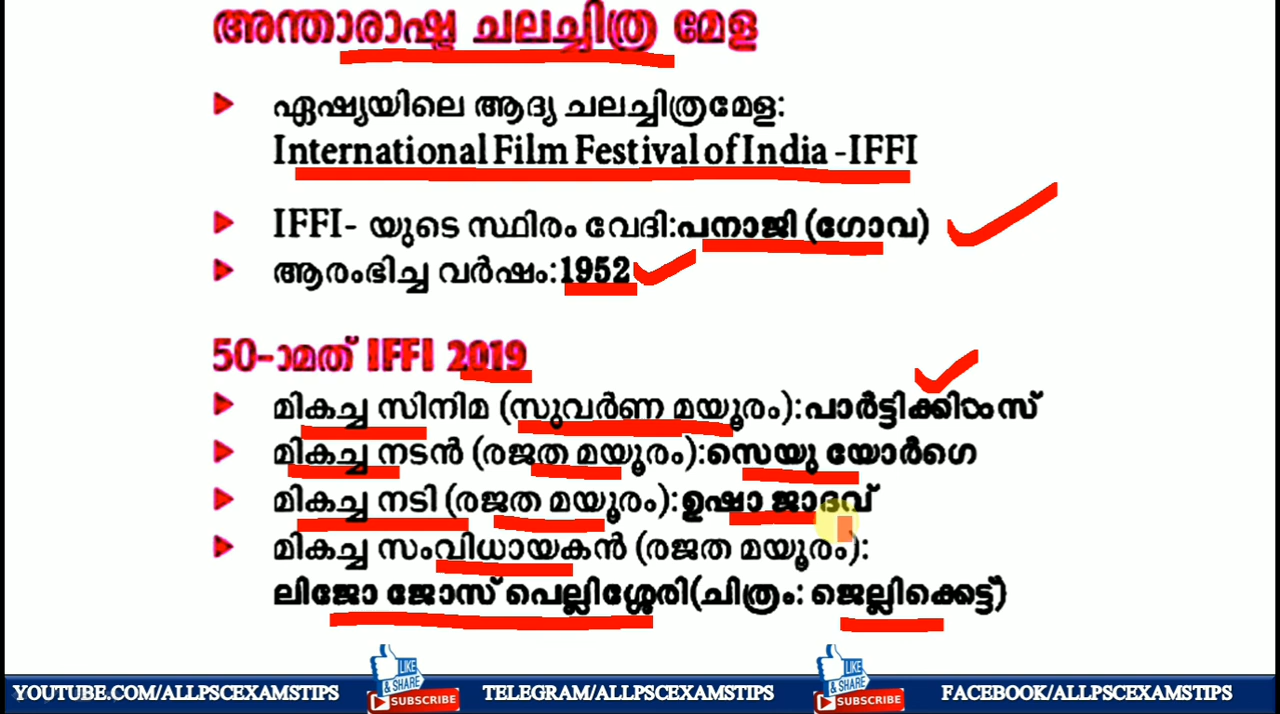 അന്താരാഷ്ട്ര ചലച്ചിത്ര മേള
ഏഷ്യയിലെ ആദ്യ ചലച്ചിത്രമേള:
International Film Festival of India -IFFI
IFFI- യുടെ സ്ഥിരം വേദി:പനാജി (ഗോവ)
ആരംഭിച്ച വർഷം:1952
50-ാമത് IFFI 2019
മികച്ച സിനിമ (സുവർണ മയൂരം):പാർട്ടിക്കിൾസ്
മികച്ച നടൻ (രജത മയൂരം):സെയു യോർഗെ
മികച്ച നടി (രജത മയൂരം):ഉഷാ ജാദവ്
മികച്ച സംവിധായകൻ (രജത മയൂരം):
ലിജോ ജോസ് പെല്ലിശ്ശേരി(ചിത്രം: ജെല്ലിക്കെട്ട്)
LIKE & SHARE SUBSCRIBE LIKE & SHARE SUBSCRIBE
YOUTUBE.COM/ALLPSCEXAMSTIPS TELEGRAM/ALLPSCEXAMSTIPS FACEBOOK/ALLPSCEXAMSTIPS